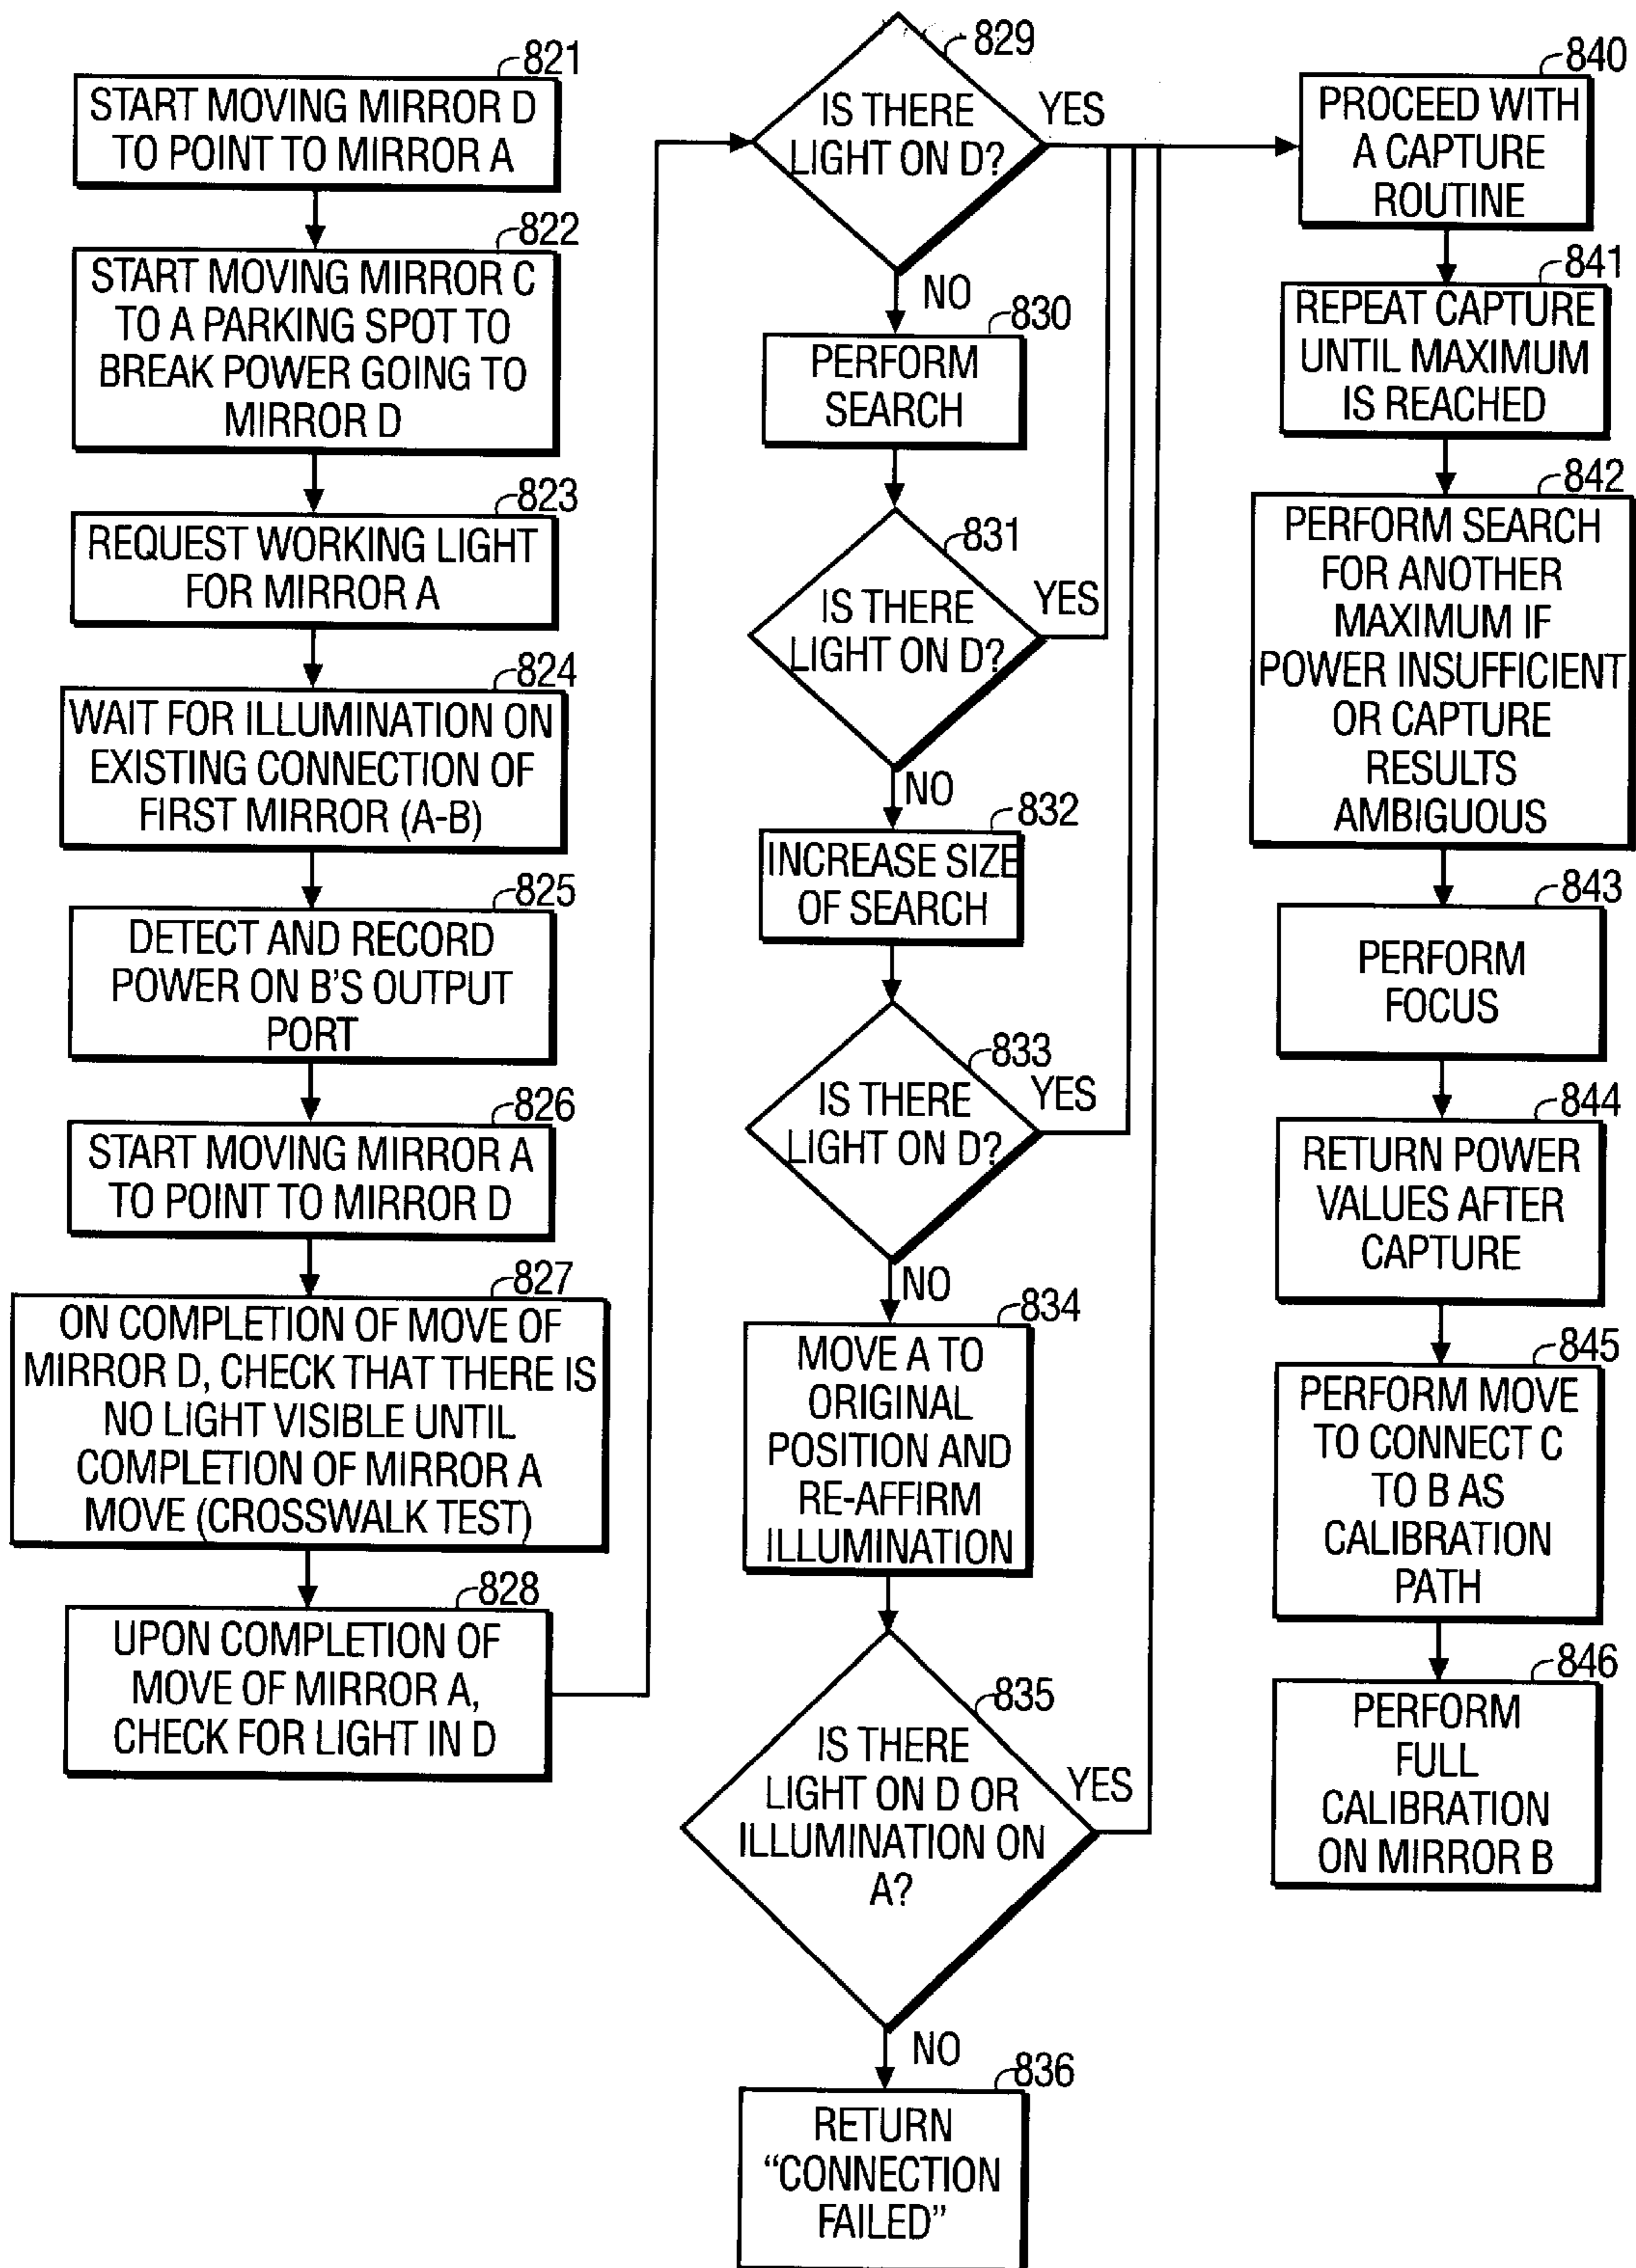 821
START MOVING MIRROR D
TO POINT TO MIRROR A
822
START MOVING MIRROR C
TO A PARKING SPOT TO
BREAK POWER GOING TO
MIRROR D
823
REQUEST WORKING LIGHT
FOR MIRROR A
824
WAIT FOR ILLUMINATION ON
EXISTING CONNECTION OF
FIRST MIRROR (A-B)
825
DETECT AND RECORD
POWER ON B'S OUTPUT
PORT
826
START MOVING MIRROR A
TO POINT TO MIRROR D
827
ON COMPLETION OF MOVE OF
MIRROR D, CHECK THAT THERE IS
NO LIGHT VISIBLE UNTIL
COMPLETION OF MIRROR A
MOVE (CROSSWALK TEST)
828
UPON COMPLETION OF
MOVE OF MIRROR A,
CHECK FOR LIGHT IN D
829
IS THERE
LIGHT ON D?
YES
NO
830
PERFORM
SEARCH
831
IS THERE
LIGHT ON D?
YES
NO
832
INCREASE SIZE
OF SEARCH
833
IS THERE
LIGHT ON D?
YES
NO
834
MOVE A TO
ORIGINAL
POSITION AND
RE-AFFIRM
ILLUMINATION
835
IS THERE
LIGHT ON D OR
ILLUMINATION ON
A?
YES
NO
836
RETURN
“CONNECTION
FAILED”
840
PROCEED WITH
A CAPTURE
ROUTINE
841
REPEAT CAPTURE
UNTIL MAXIMUM
IS REACHED
842
PERFORM SEARCH
FOR ANOTHER
MAXIMUM IF
POWER INSUFFICIENT
OR CAPTURE
RESULTS
AMBIGUOUS
843
PERFORM
FOCUS
844
RETURN POWER
VALUES AFTER
CAPTURE
845
PERFORM MOVE
TO CONNECT C
TO B AS
CALIBRATION
PATH
846
PERFORM
FULL
CALIBRATION
ON MIRROR B